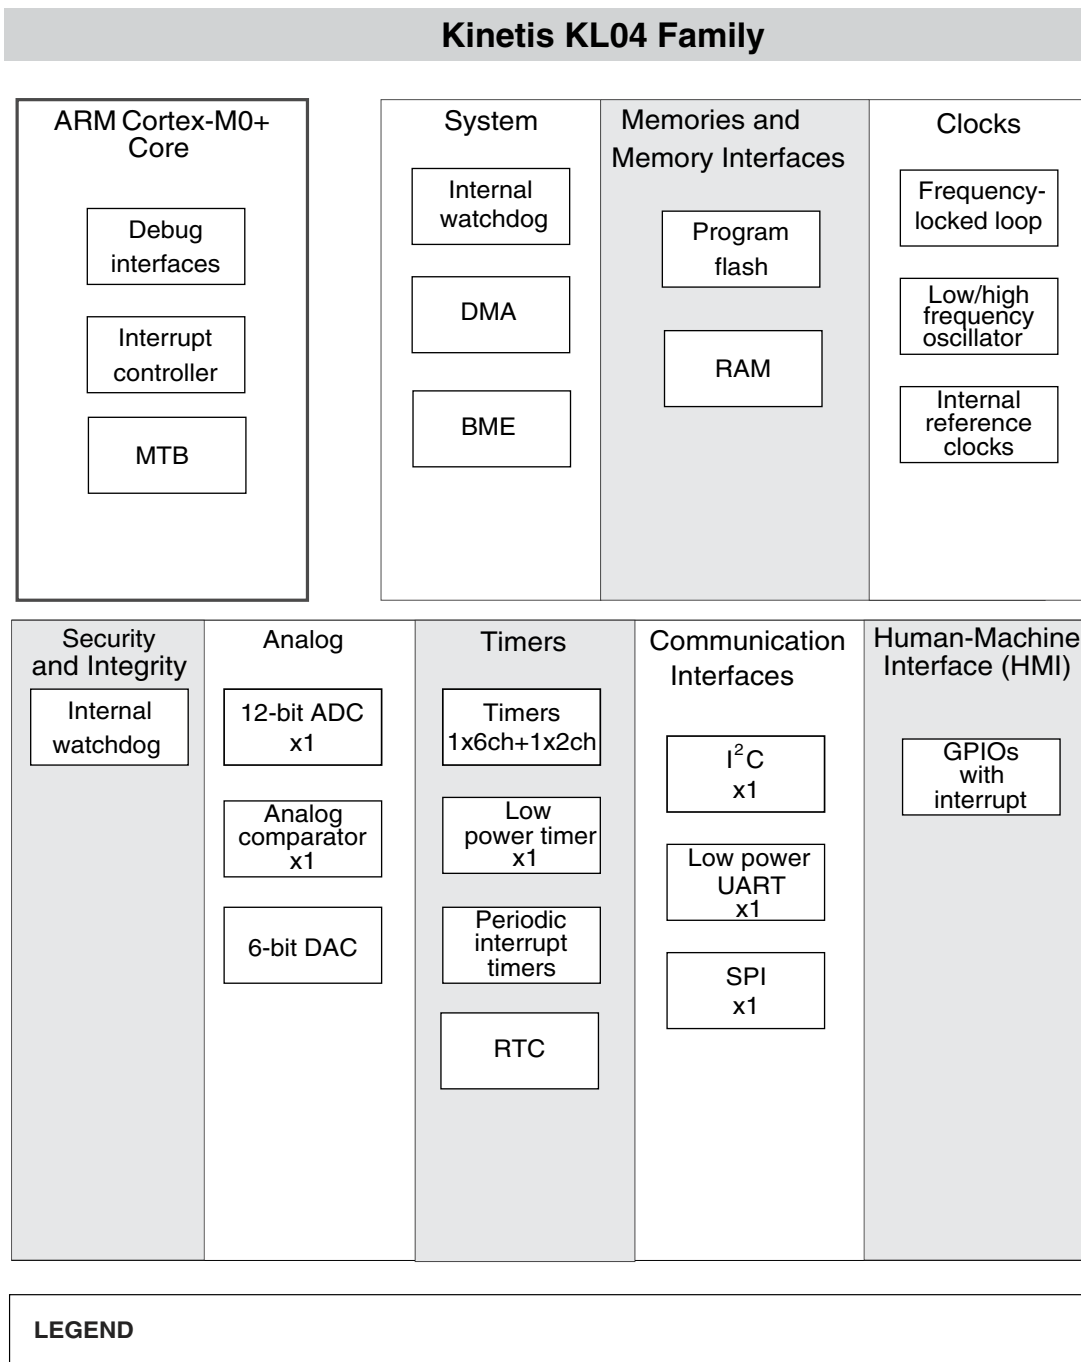 Kinetis KL04 Family
ARM Cortex-M0+
Core
Debug
interfaces
Interrupt
controller
MTB
System
Internal
watchdog
DMA
BME
Memories and
Memory Interfaces
Program
flash
RAM
Clocks
Frequency-
locked loop
Low/high
frequency
oscillator
Internal
reference
clocks
Security
and Integrity
Internal
watchdog
Analog
12-bit ADC
x1
Analog
comparator
x1
6-bit DAC
Timers
Timers
1x6ch+1x2ch
Low
power timer
x1
Periodic
interrupt
timers
RTC
Communication
Interfaces
I²C
x1
Low power
UART
x1
SPI
x1
Human-Machine
Interface (HMI)
GPIOs
with
interrupt
LEGEND